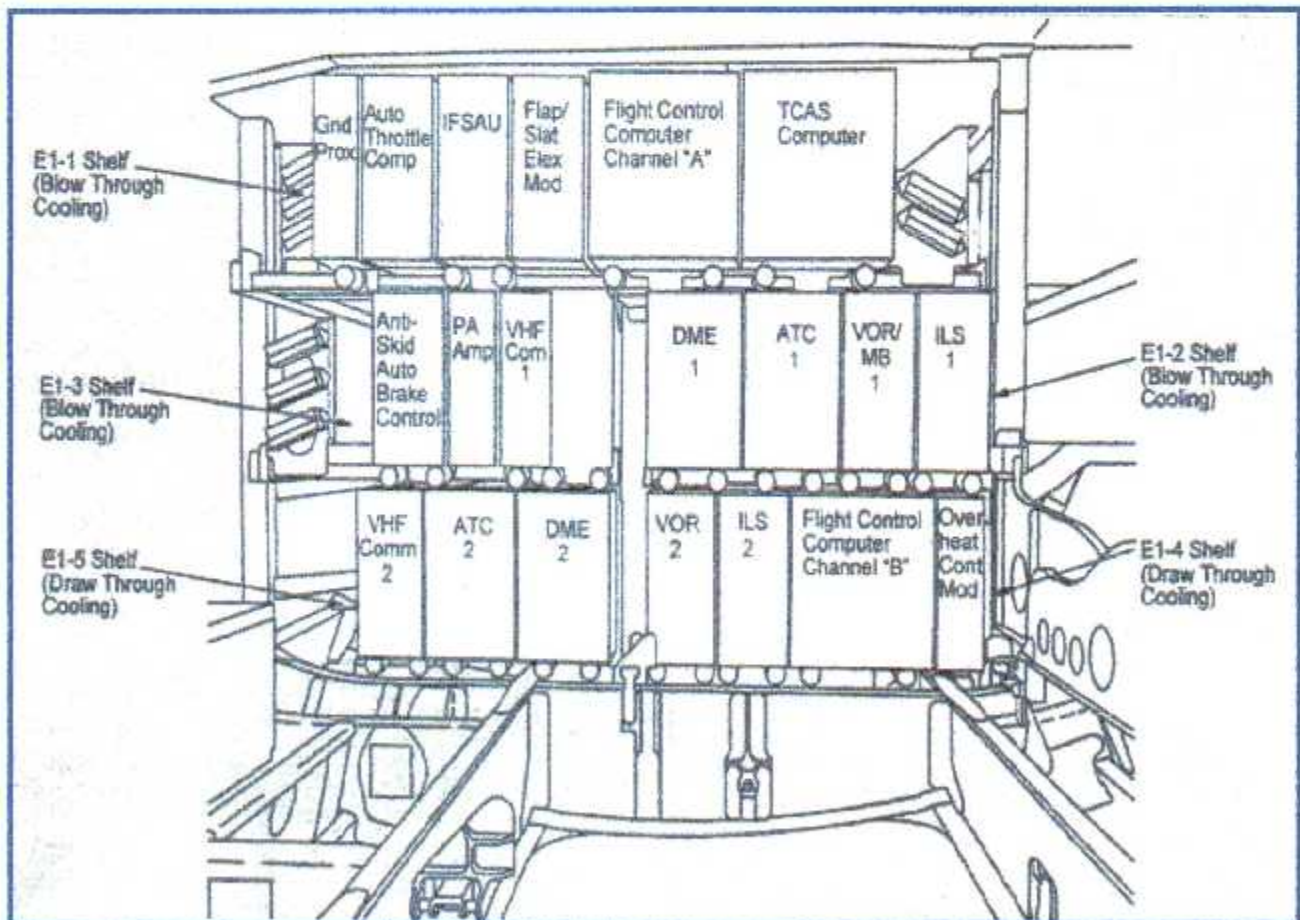 Gnd
Prox
Auto
Throttle
Comp
IFSAU
Flap/
Slat
Elex
Mod
Flight Control
Computer
Channel "A"
TCAS
Computer
E1-1 Shelf
(Blow Through
Cooling)
Anti-
Skid
Auto
Brake
Control
PA
Amp
VHF
Com
1
DME
1
ATC
1
VOR/
MB
1
ILS
1
E1-2 Shelf
(Blow Through
Cooling)
E1-3 Shelf
(Blow Through
Cooling)
VHF
Comm
2
ATC
2
DME
2
VOR
2
ILS
2
Flight Control
Computer
Channel "B"
Over
heat
Cont
Mod
E1-5 Shelf
(Draw Through
Cooling)
E1-4 Shelf
(Draw Through
Cooling)